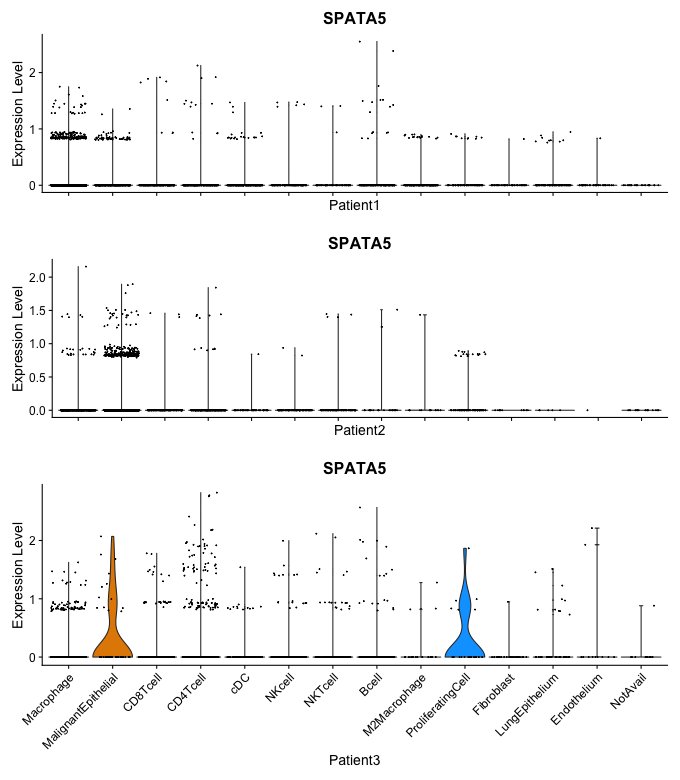 SPATA5
Expression Level
2
1
0
Patient1
SPATA5
Expression Level
2.0
1.5
1.0
0.5
0.0
Patient2
SPATA5
Expression Level
2
1
0
Macrophage
MalignantEpithelial
CD8Tcell
CD4Tcell
cDC
NKcell
NKTcell
Bcell
M2Macrophage
ProliferatingCell
Fibroblast
LungEpithelium
Endothelium
NotAvail
Patient3